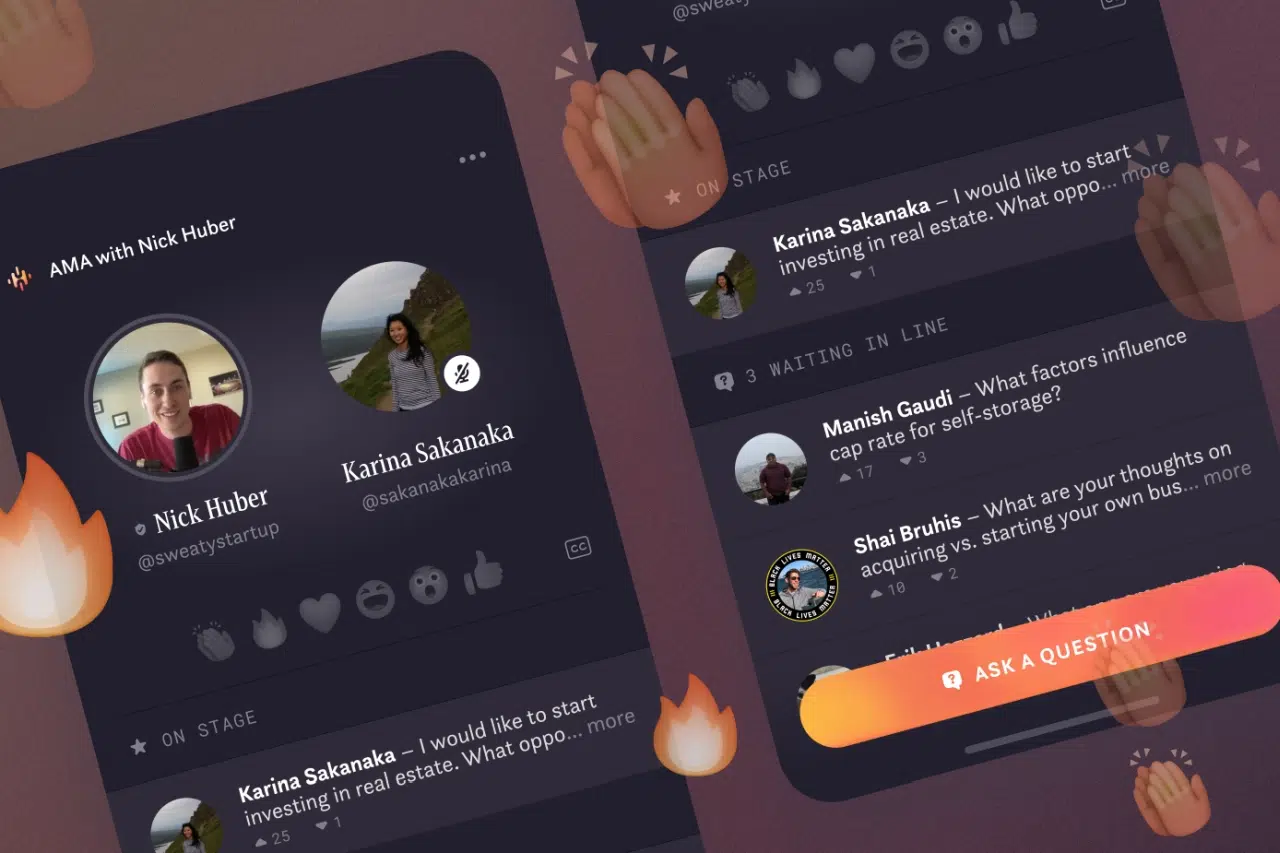 AMA with Nick Huber
Nick Huber
@sweatystartup
Karina Sakanaka
@sakanakakarina
CC
ON STAGE
Karina Sakanaka – I would like to start
investing in real estate. What oppo... more
25 1
ON STAGE
Karina Sakanaka – I would like to start
investing in real estate. What oppo... more
25 1
3 WAITING IN LINE
Manish Gaudi – What factors influence
cap rate for self-storage?
17 3
BLACK LIVES MATTER
BLACK LIVES MATTER
Shai Bruhis – What are your thoughts on
acquiring vs. starting your own bus... more
10 2
ASK A QUESTION